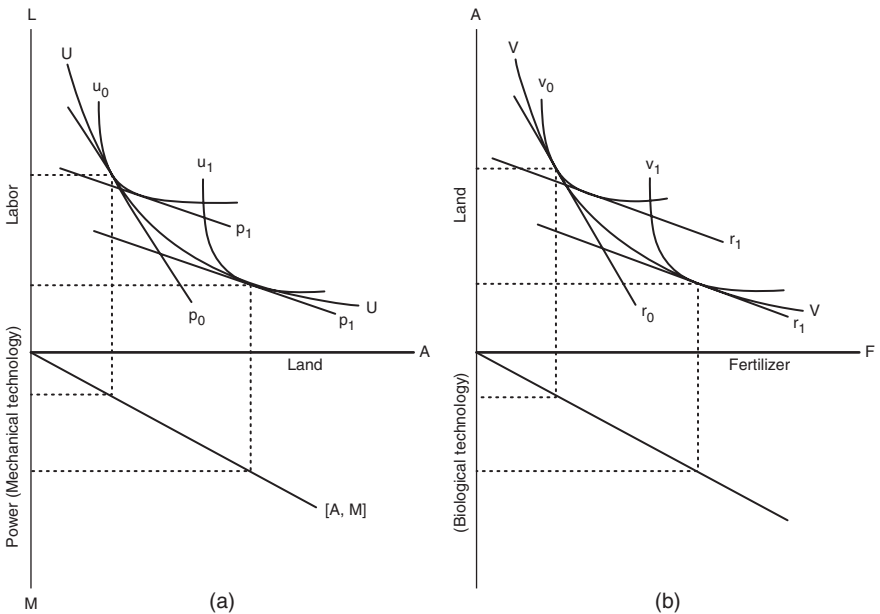 L
U
u0
u1
Labor
p1
p0
p1
U
A
Land
Power (Mechanical technology)
[A, M]
M
(a)
A
V
v0
v1
Land
r1
r0
r1
V
F
Fertilizer
(Biological technology)
(b)